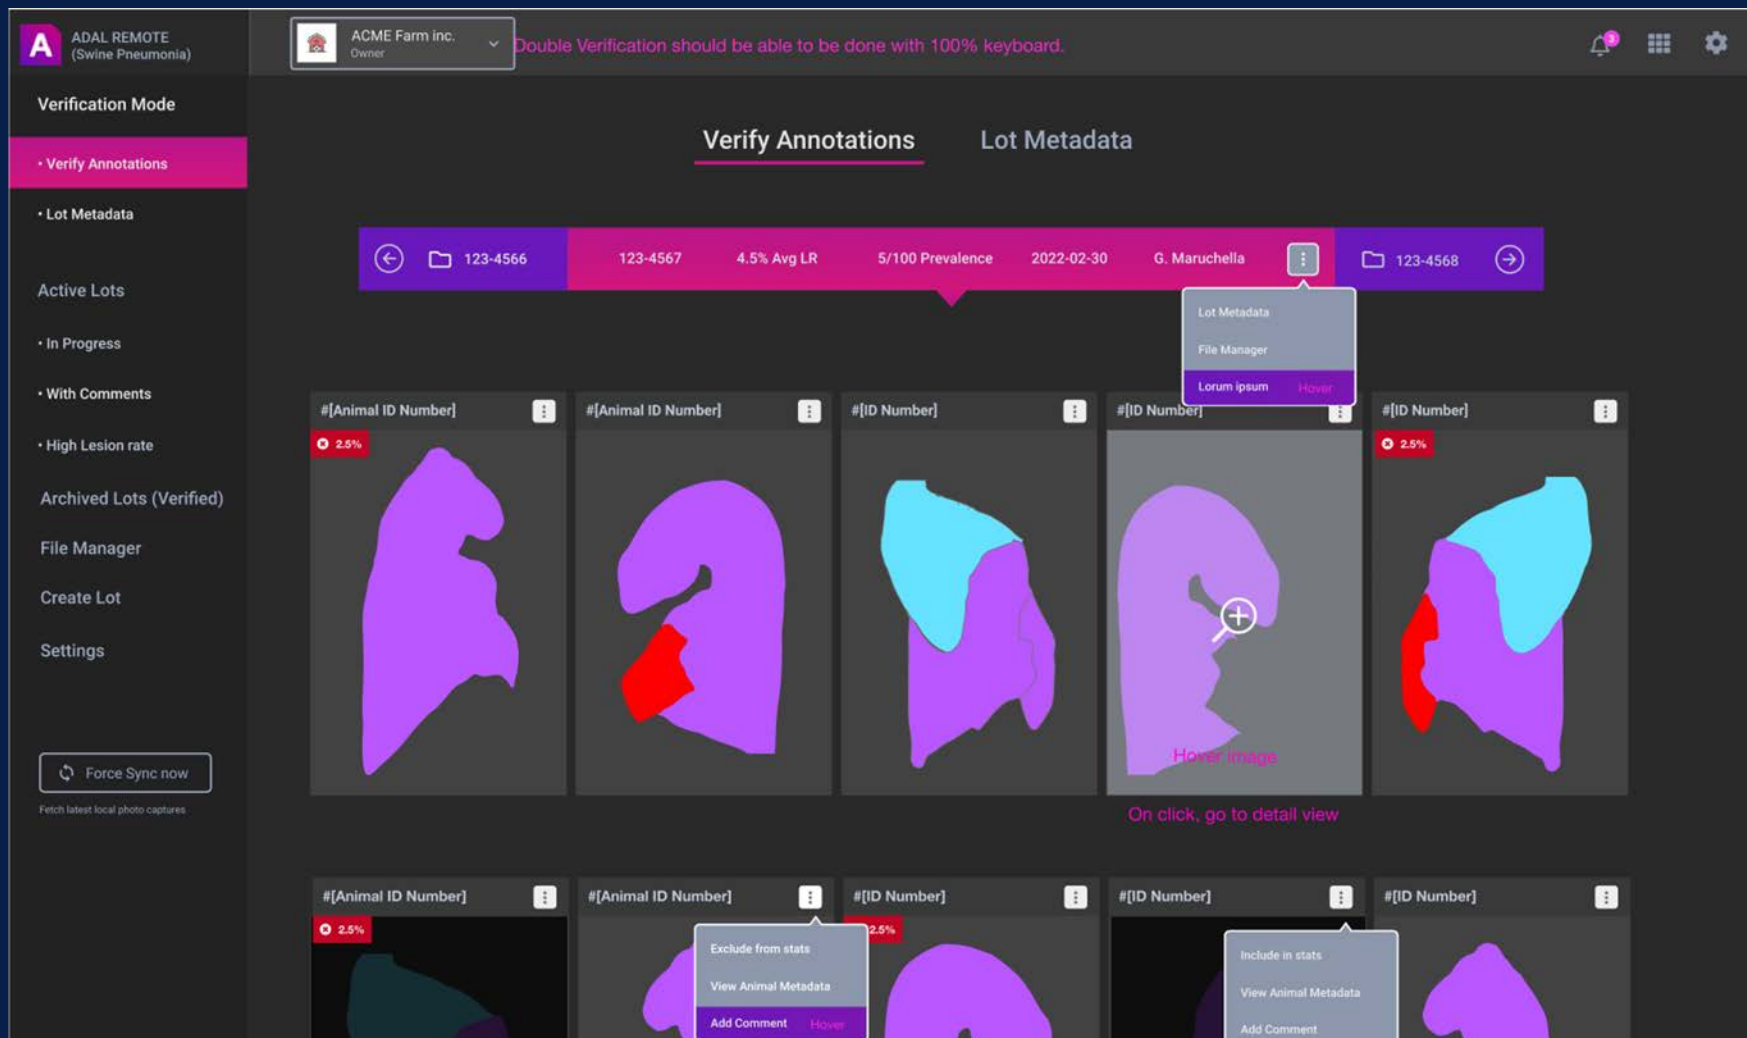 A
ADAL REMOTE
(Swine Pneumonia)
ACME Farm inc.
Owner
Double Verification should be able to be done with 100% keyboard.
3
Verification Mode
• Verify Annotations
• Lot Metadata
Active Lots
• In Progress
• With Comments
• High Lesion rate
Archived Lots (Verified)
File Manager
Create Lot
Settings
Force Sync now
Fetch latest local photo captures
Verify Annotations
Lot Metadata
123-4566
123-4567
4.5% Avg LR
5/100 Prevalence
2022-02-30
G. Maruchella
123-4568
Lot Metadata
File Manager
Lorum ipsum Hover
#[Animal ID Number]
2.5%
#[Animal ID Number]
#[ID Number]
#[ID Number]
Hover image
On click, go to detail view
#[ID Number]
2.5%
#[Animal ID Number]
2.5%
#[Animal ID Number]
Exclude from stats
View Animal Metadata
Add Comment Hover
#[ID Number]
2.5%
#[ID Number]
Include in stats
View Animal Metadata
Add Comment
#[ID Number]